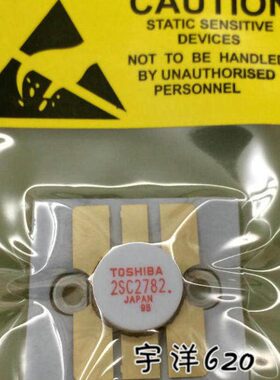 CAUTION
STATIC SENSITIVE
DEVICES
NOT TO BE HANDLED
BY UNAUTHORISED
PERSONNEL
TOSHIBA
2SC2782.
JAPAN
95
宇洋620